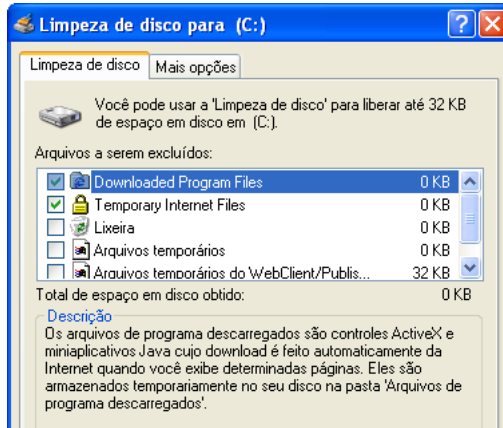 Limpeza de disco para (C:)
Limpeza de disco Mais opções
Você pode usar a 'Limpeza de disco' para liberar até 32 KB
de espaço em disco em (C:).
Arquivos a serem excluídos:
Downloaded Program Files 0 KB
Temporary Internet Files 0 KB
Lixeira 0 KB
Arquivos temporários 0 KB
Arquivos temporários do WebClient/Publis... 32 KB
Total de espaço em disco obtido: 0 KB
Descrição
Os arquivos de programa descarregados são controles ActiveX e
miniaplicativos Java cujo download é feito automaticamente da
Internet quando você exibe determinadas páginas. Eles são
armazenados temporariamente no seu disco na pasta 'Arquivos de
programa descarregados'.